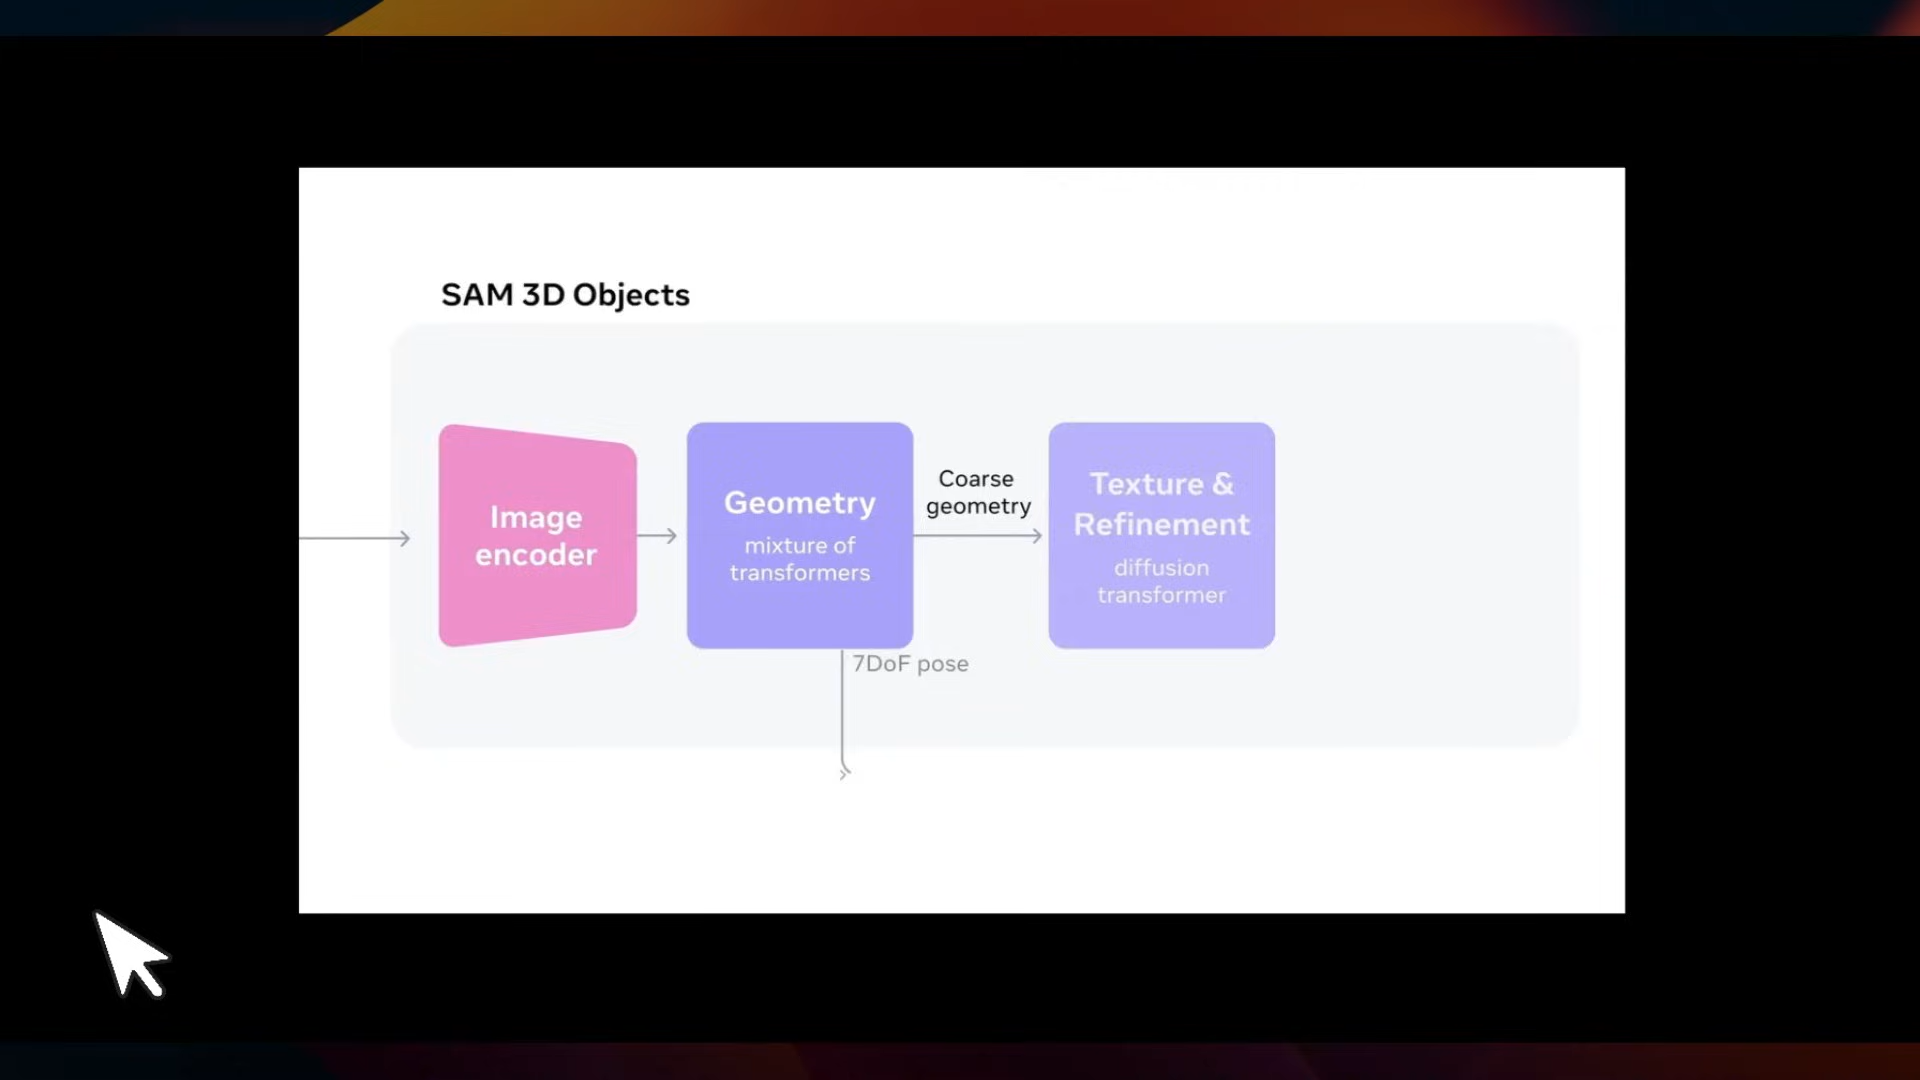 SAM 3D Objects
Image
encoder
Geometry
mixture of
transformers
Coarse
geometry
Texture &
Refinement
diffusion
transformer
7DoF pose